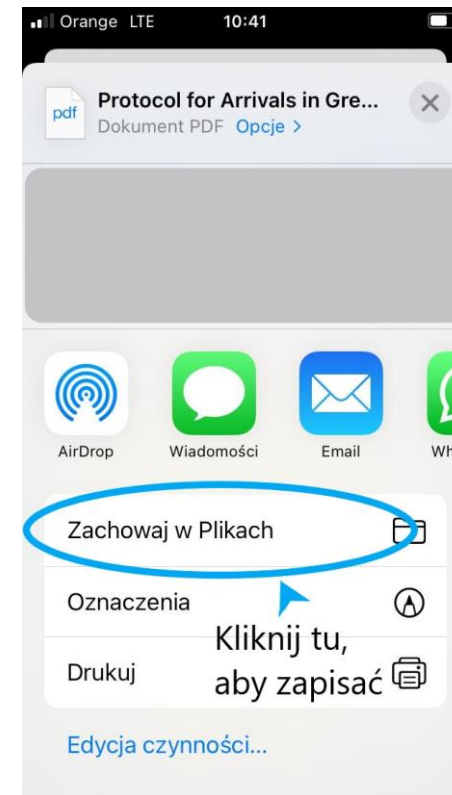 Orange LTE 10:41
pdf
Protocol for Arrivals in Gre...
Dokument PDF Opcje >
AirDrop Wiadomości Email Wh
Zachowaj w Plikach
Oznaczenia
Kliknij tu,
Drukuj
aby zapisać
Edycja czynności...